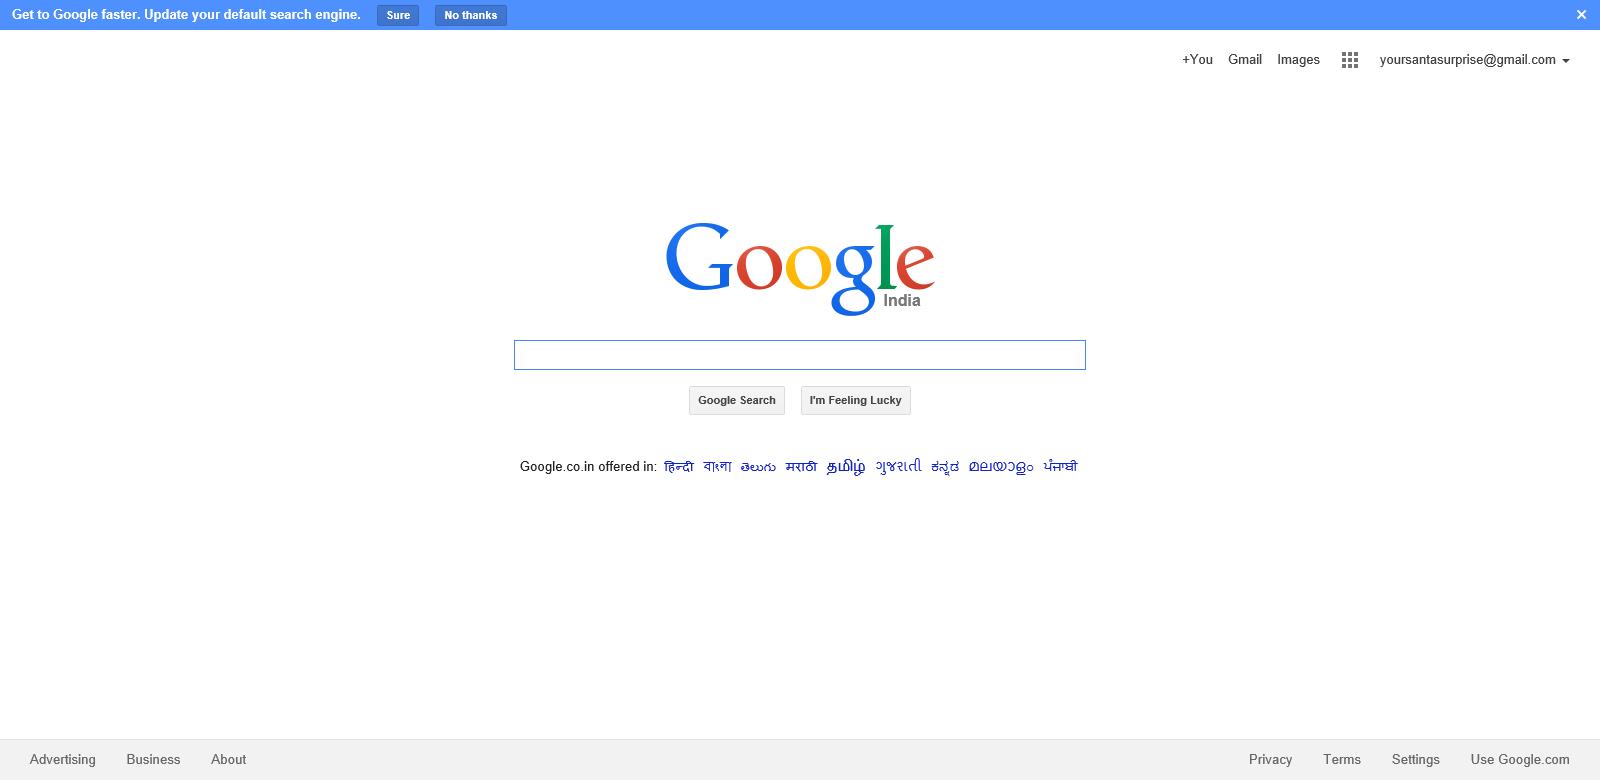 Get to Google faster. Update your default search engine. Sure No thanks ×
+You Gmail Images yoursantasurprise@gmail.com
Google
India
Google Search I'm Feeling Lucky
Google.co.in offered in: हिन्दी বাংলা తెలుగు मराठी தமிழ் ગુજરાતી ಕನ್ನಡ മലയാളം ਪੰਜਾਬੀ
Advertising Business About Privacy Terms Settings Use Google.com